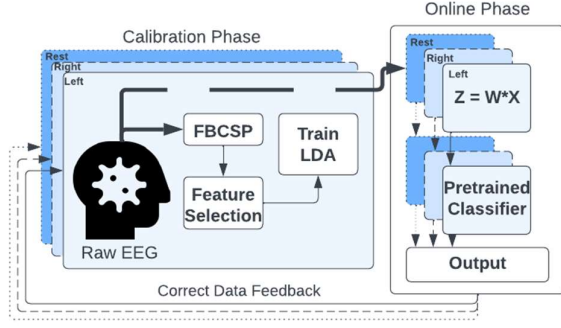 Online Phase
Calibration Phase
Rest
Right
Left
Rest
Right
Left
Z = W*X
FBCSP
Train
LDA
Feature
Selection
Pretrained
Classifier
Raw EEG
Output
Correct Data Feedback